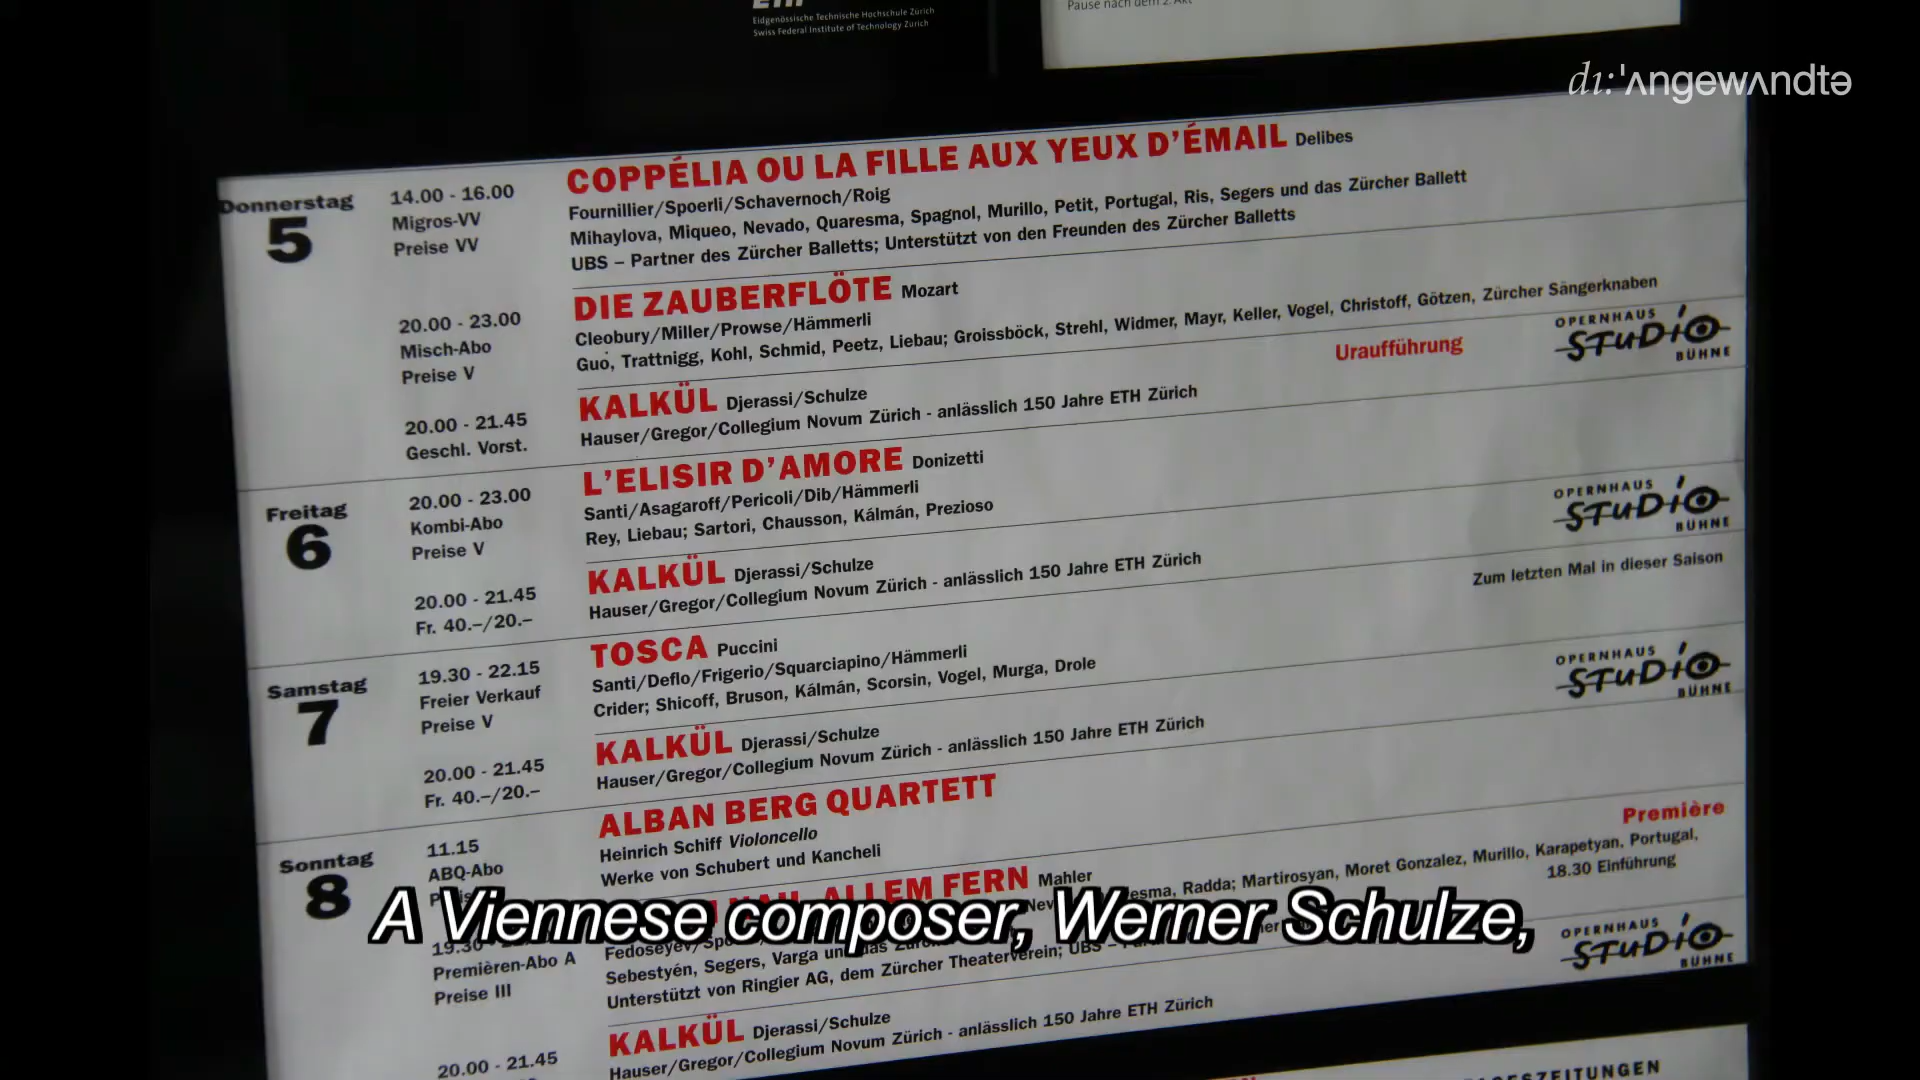 Eidgenössische Technische Hochschule Zürich
Swiss Federal Institute of Technology Zurich
Pause nach dem 2. Akt
dı:'ʌngewʌndtə
Donnerstag
5
14.00 - 16.00
Migros-VV
Preise VV
COPPÉLIA OU LA FILLE AUX YEUX D'ÉMAIL Delibes
Fournillier/Spoerli/Schavernoch/Roig
Mihaylova, Miqueo, Nevado, Quaresma, Spagnol, Murillo, Petit, Portugal, Ris, Segers und das Zürcher Ballett
UBS – Partner des Zürcher Balletts; Unterstützt von den Freunden des Zürcher Balletts
20.00 - 23.00
Misch-Abo
Preise V
DIE ZAUBERFLÖTE Mozart
Cleobury/Miller/Prowse/Hämmerli
Guo, Trattnigg, Kohl, Schmid, Peetz, Liebau; Groissböck, Strehl, Widmer, Mayr, Keller, Vogel, Christoff, Götzen, Zürcher Sängerknaben
20.00 - 21.45
Geschl. Vorst.
KALKÜL Djerassi/Schulze
Hauser/Gregor/Collegium Novum Zürich - anlässlich 150 Jahre ETH Zürich
Uraufführung
OPERNHAUS
STUDIO
BÜHNE
Freitag
6
20.00 - 23.00
Kombi-Abo
Preise V
L'ELISIR D'AMORE Donizetti
Santi/Asagaroff/Pericoli/Dib/Hämmerli
Rey, Liebau; Sartori, Chausson, Kálmán, Prezioso
20.00 - 21.45
Fr. 40.–/20.–
KALKÜL Djerassi/Schulze
Hauser/Gregor/Collegium Novum Zürich - anlässlich 150 Jahre ETH Zürich
OPERNHAUS
STUDIO
BÜHNE
Samstag
7
19.30 - 22.15
Freier Verkauf
Preise V
TOSCA Puccini
Santi/Deflo/Frigerio/Squarciapino/Hämmerli
Crider; Shicoff, Bruson, Kálmán, Scorsin, Vogel, Murga, Drole
Zum letzten Mal in dieser Saison
20.00 - 21.45
Fr. 40.–/20.–
KALKÜL Djerassi/Schulze
Hauser/Gregor/Collegium Novum Zürich - anlässlich 150 Jahre ETH Zürich
OPERNHAUS
STUDIO
BÜHNE
Sonntag
8
11.15
ABQ-Abo
ALBAN BERG QUARTETT
Heinrich Schiff Violoncello
Werke von Schubert und Kancheli
19.30
Premièren-Abo A
Preise III
ALLEM FERN Mahler
Radda; Martirosyan, Moret Gonzalez, Murillo, Karapetyan, Portugal,
Première
18.30 Einführung
Sebestyén, Segers, Varga
Unterstützt von Ringier AG, dem Zürcher Theaterverein; UBS –
A Viennese composer, Werner Schulze,
20.00 - 21.45
KALKÜL Djerassi/Schulze
Hauser/Gregor/Collegium Novum Zürich - anlässlich 150 Jahre ETH Zürich
OPERNHAUS
STUDIO
BÜHNE